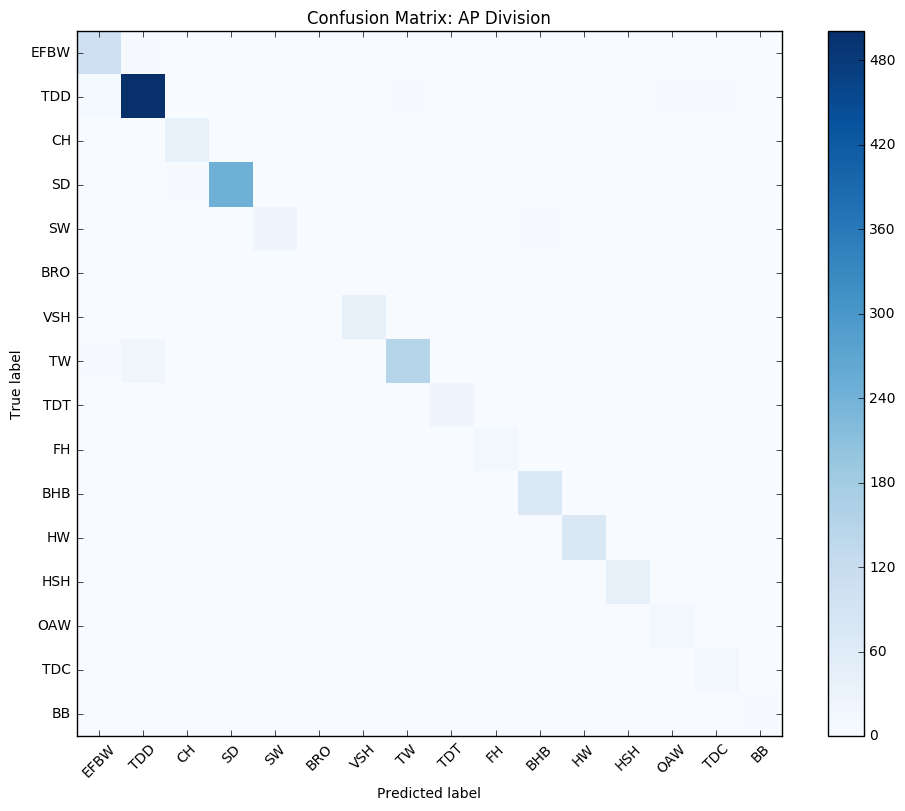 Confusion Matrix: AP Division
True label
EFBW
TDD
CH
SD
SW
BRO
VSH
TW
TDT
FH
BHB
HW
HSH
OAW
TDC
BB
EFBW TDD CH SD SW BRO VSH TW TDT FH BHB HW HSH OAW TDC BB
Predicted label
480
420
360
300
240
180
120
60
0